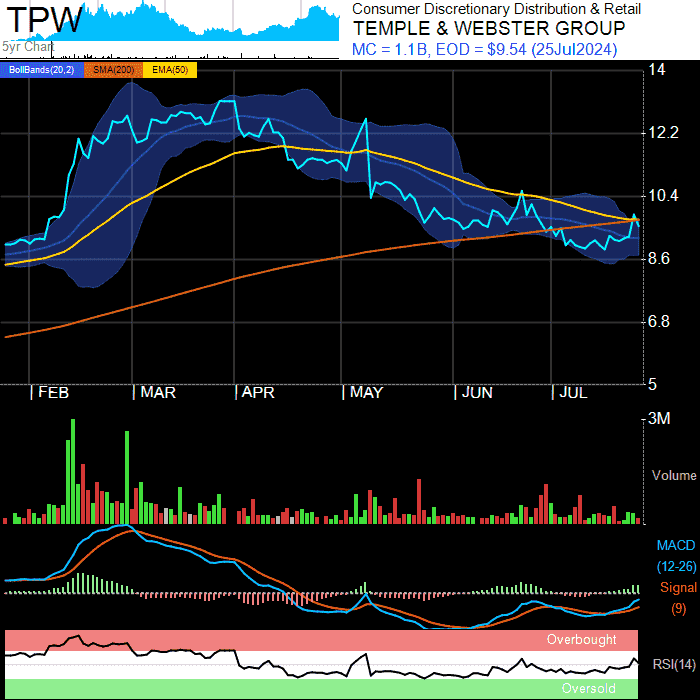 TPW
5yr Chart
Consumer Discretionary Distribution & Retail
TEMPLE & WEBSTER GROUP
MC = 1.1B, EOD = $9.54 (25Jul2024)
BollBands(20,2) SMA(200) EMA(50)
14
12.2
10.4
8.6
6.8
5
| FEB | MAR | APR | MAY | JUN | JUL
3M
Volume
MACD
(12-26)
Signal
(9)
Overbought
RSI(14)
Oversold